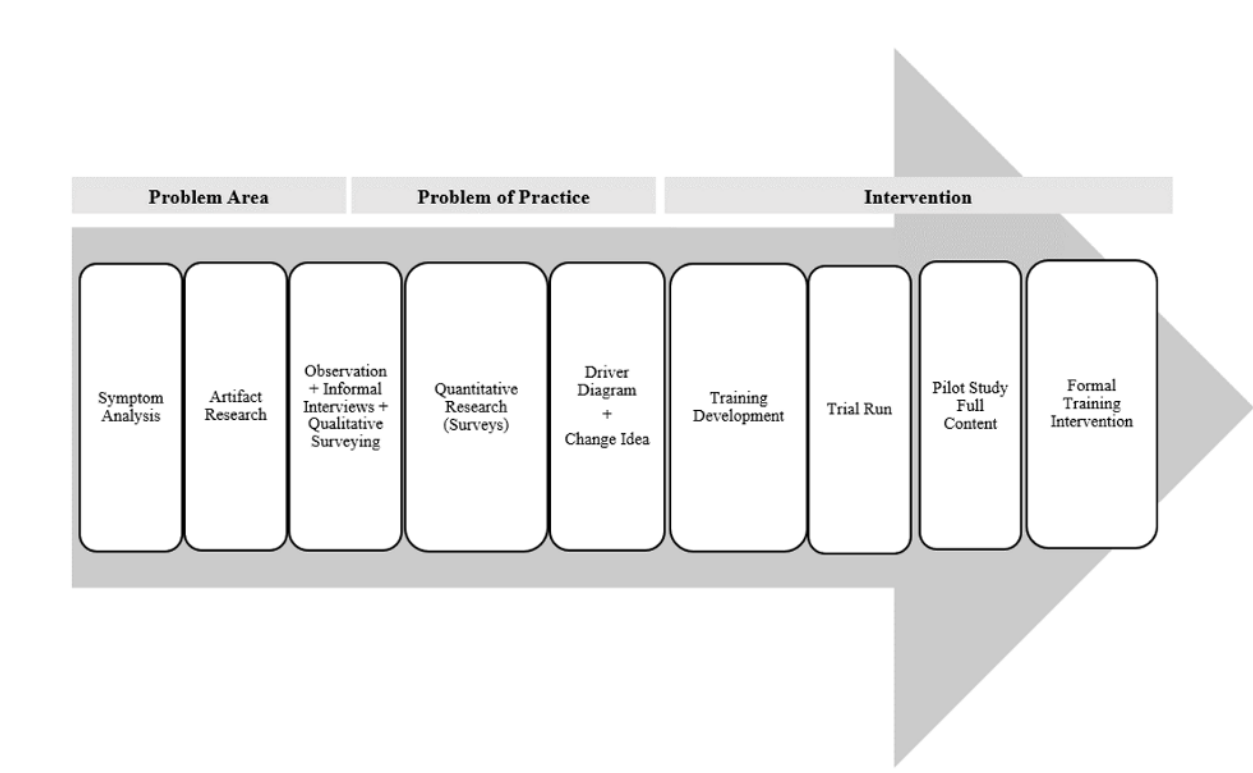 Problem Area
Problem of Practice
Intervention
Symptom
Analysis
Artifact
Research
Observation
+ Informal
Interviews +
Qualitative
Surveying
Quantitative
Research
(Surveys)
Driver
Diagram
+
Change Idea
Training
Development
Trial Run
Pilot Study
Full
Content
Formal
Training
Intervention